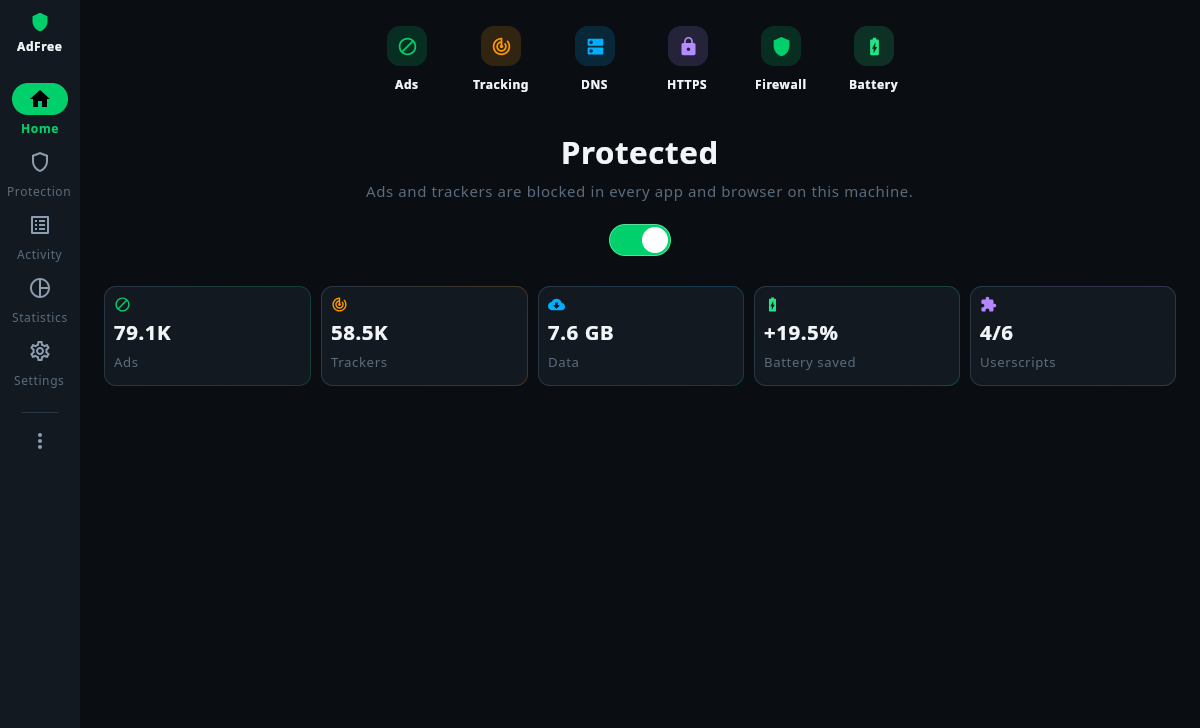 AdFree
Home
Protection
Activity
Statistics
Settings
Ads Tracking DNS HTTPS Firewall Battery
Protected
Ads and trackers are blocked in every app and browser on this machine.
79.1K
Ads
58.5K
Trackers
7.6 GB
Data
+19.5%
Battery saved
4/6
Userscripts